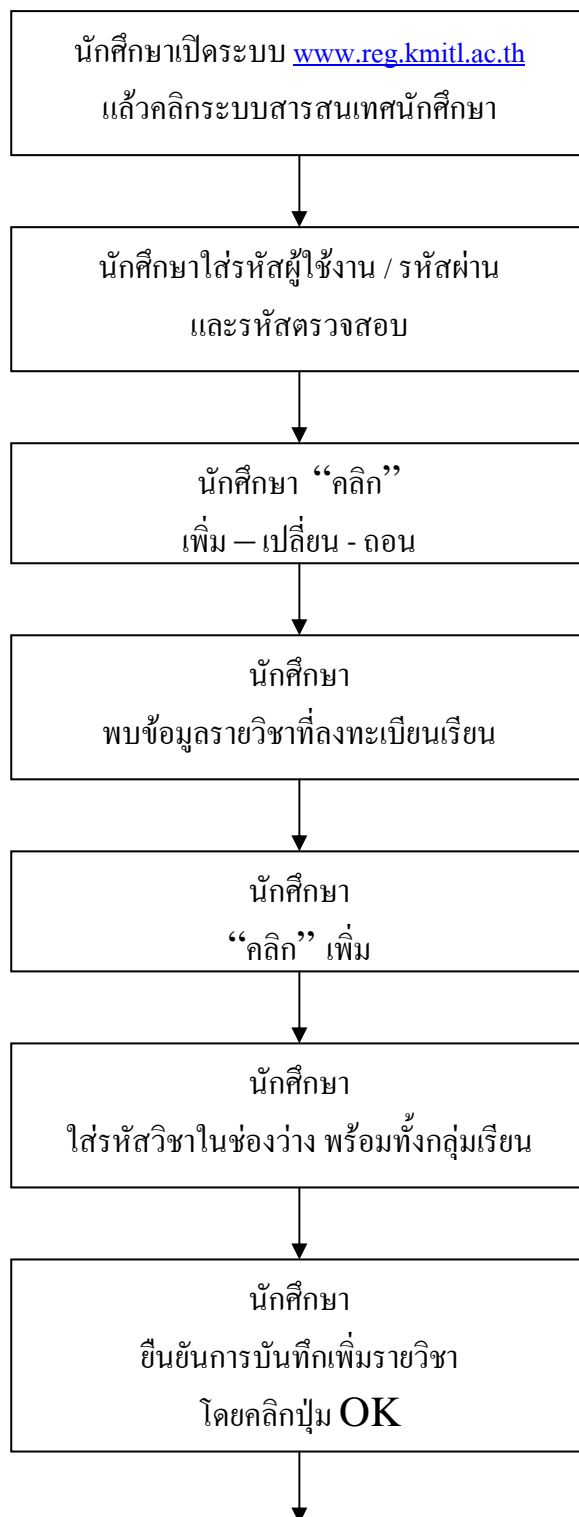 นักศึกษาเปิดระบบ www.reg.kmitl.ac.th
แล้วคลิกระบบสารสนเทศนักศึกษา
นักศึกษาใส่รหัสผู้ใช้งาน / รหัสผ่าน
และรหัสตรวจสอบ
นักศึกษา “คลิก”
เพิ่ม – เปลี่ยน - ถอน
นักศึกษา
พบข้อมูลรายวิชาที่ลงทะเบียนเรียน
นักศึกษา
“คลิก” เพิ่ม
นักศึกษา
ใส่รหัสวิชาในช่องว่าง พร้อมทั้งกลุ่มเรียน
นักศึกษา
ยืนยันการบันทึกเพิ่มรายวิชา
โดยคลิกปุ่ม OK